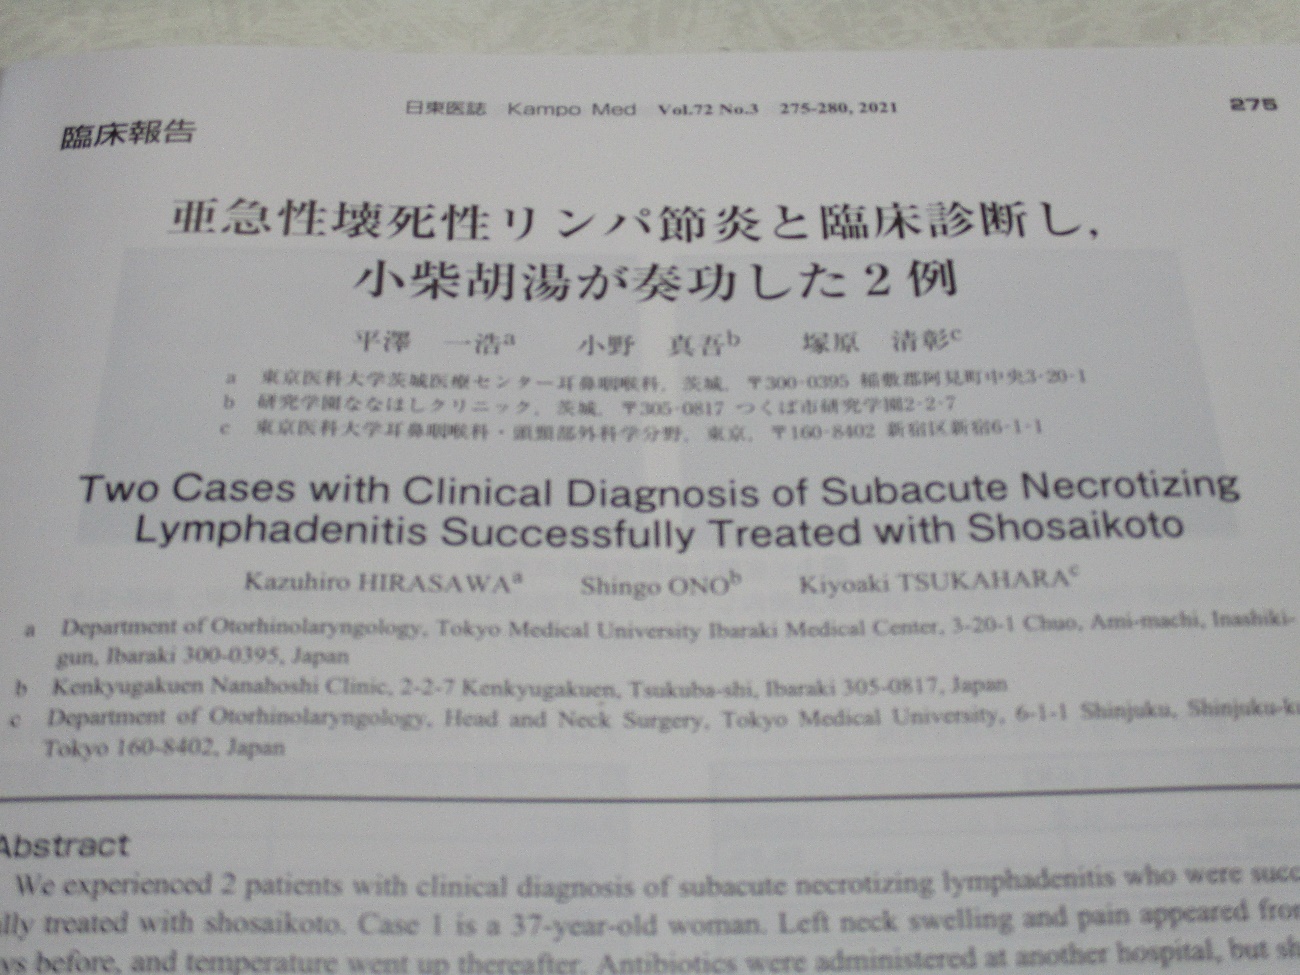 日東医誌 Kampo Med Vol.72 No.3 275-280, 2021
275
臨床報告
亜急性壊死性リンパ節炎と臨床診断し,
小柴胡湯が奏功した2例
平澤 一浩a 小野 真吾b 塚原 清彰c
a 東京医科大学茨城医療センター耳鼻咽喉科, 茨城, 〒300-0395 稲敷郡阿見町中央3-20-1
b 研究学園ななほしクリニック, 茨城, 〒305-0817 つくば市研究学園2-2-7
c 東京医科大学耳鼻咽喉科・頭頸部外科学分野, 東京, 〒160-8402 新宿区新宿6-1-1
Two Cases with Clinical Diagnosis of Subacute Necrotizing
Lymphadenitis Successfully Treated with Shosaikoto
Kazuhiro HIRASAWAa Shingo ONOb Kiyoaki TSUKAHARAc
a Department of Otorhinolaryngology, Tokyo Medical University Ibaraki Medical Center, 3-20-1 Chuo, Ami-machi, Inashiki-
gun, Ibaraki 300-0395, Japan
b Kenkyugakuen Nanahoshi Clinic, 2-2-7 Kenkyugakuen, Tsukuba-shi, Ibaraki 305-0817, Japan
c Department of Otorhinolaryngology, Head and Neck Surgery, Tokyo Medical University, 6-1-1 Shinjuku, Shinjuku-k
Tokyo 160-8402, Japan
Abstract
We experienced 2 patients with clinical diagnosis of subacute necrotizing lymphadenitis who were succ
lly treated with shosaikoto. Case 1 is a 37-year-old woman. Left neck swelling and pain appeared fro
ys before, and temperature went up thereafter. Antibiotics were administered at another hospital, but sh